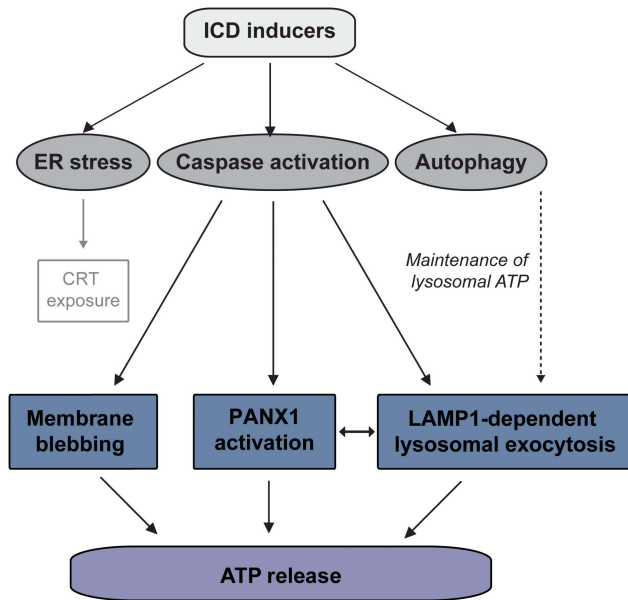 ICD inducers
ER stress
Caspase activation
Autophagy
CRT
exposure
Maintenance of
lysosomal ATP
Membrane
blebbing
PANX1
activation
LAMP1-dependent
lysosomal exocytosis
ATP release